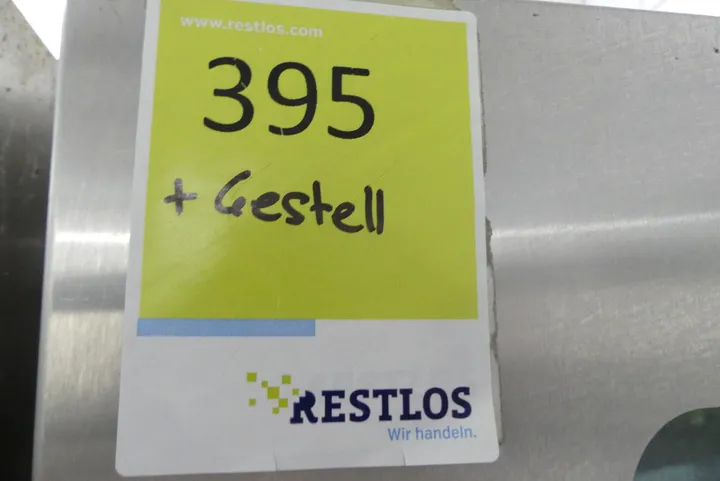 www.restlos.com
395
+ Gestell
RESTLOS
Wir handeln.